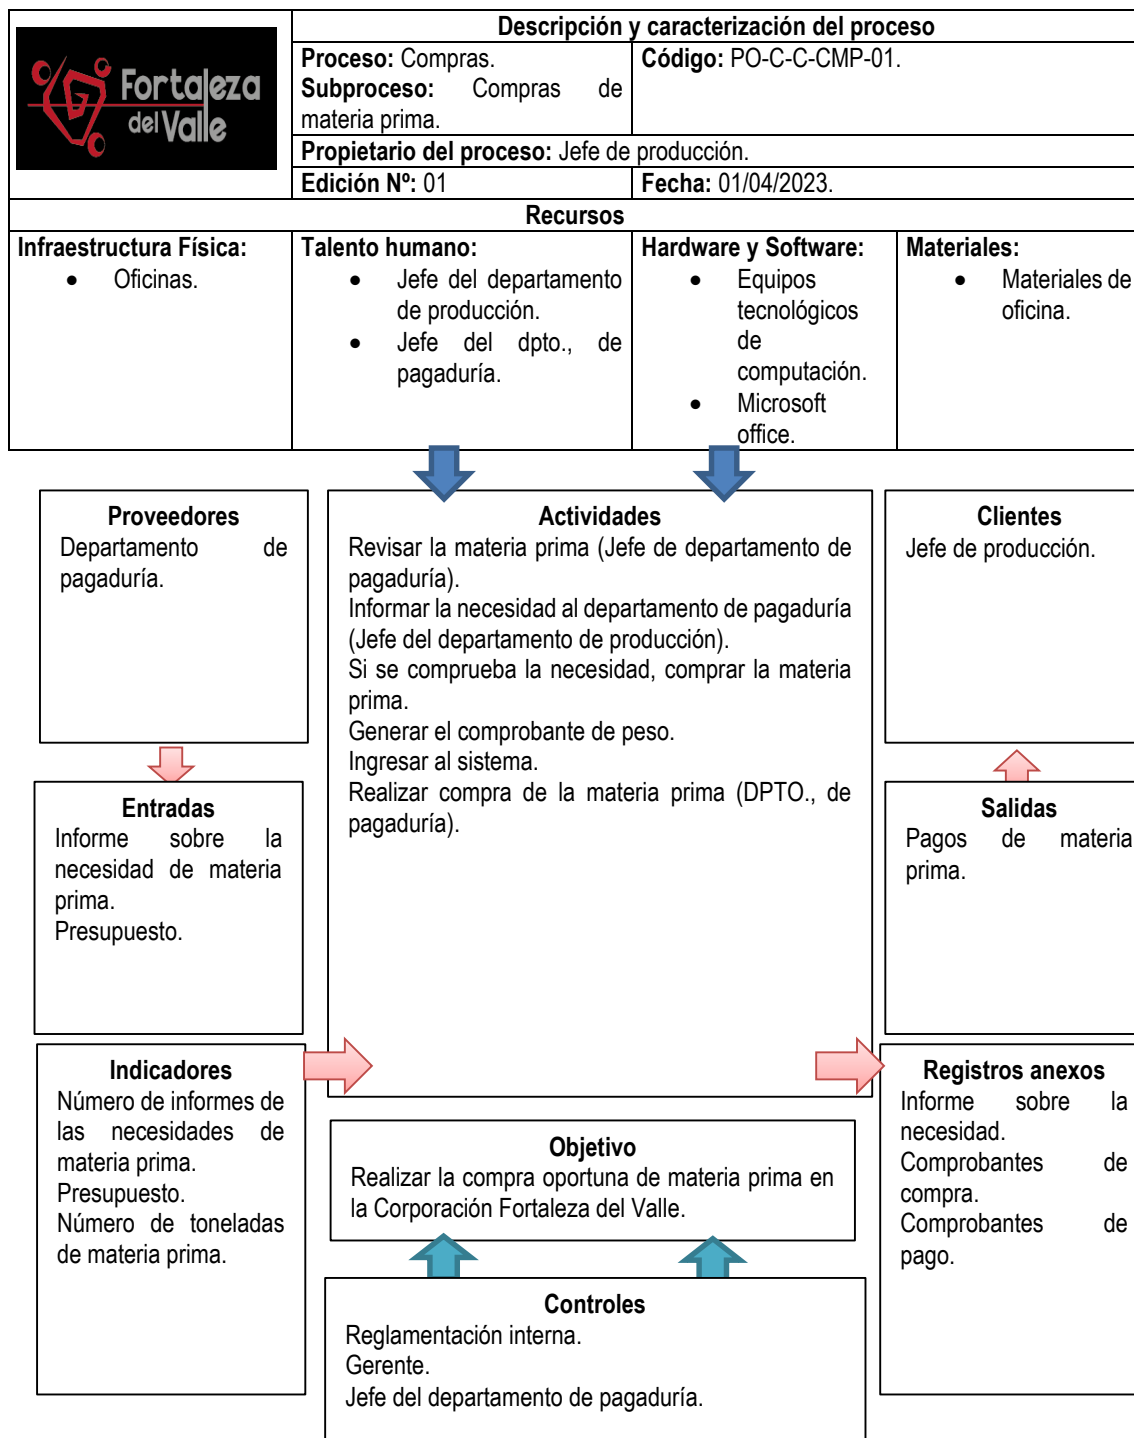 Fortaleza
del Valle
Descripción y caracterización del proceso
Proceso: Compras.
Subproceso: Compras de
materia prima.
Código: PO-C-C-CMP-01.
Propietario del proceso: Jefe de producción.
Edición Nº: 01
Fecha: 01/04/2023.
Recursos
Infraestructura Física:
• Oficinas.
Talento humano:
• Jefe del departamento
de producción.
• Jefe del dpto., de
pagaduría.
Hardware y Software:
• Equipos
tecnológicos
de
computación.
• Microsoft
office.
Materiales:
• Materiales de
oficina.
Proveedores
Departamento de
pagaduría.
Actividades
Revisar la materia prima (Jefe de departamento de
pagaduría).
Informar la necesidad al departamento de pagaduría
(Jefe del departamento de producción).
Si se comprueba la necesidad, comprar la materia
prima.
Generar el comprobante de peso.
Ingresar al sistema.
Realizar compra de la materia prima (DPTO., de
pagaduría).
Clientes
Jefe de producción.
Entradas
Informe sobre la
necesidad de materia
prima.
Presupuesto.
Salidas
Pagos de materia
prima.
Indicadores
Número de informes de
las necesidades de
materia prima.
Presupuesto.
Número de toneladas
de materia prima.
Objetivo
Realizar la compra oportuna de materia prima en
la Corporación Fortaleza del Valle.
Registros anexos
Informe sobre la
necesidad.
Comprobantes de
compra.
Comprobantes de
pago.
Controles
Reglamentación interna.
Gerente.
Jefe del departamento de pagaduría.